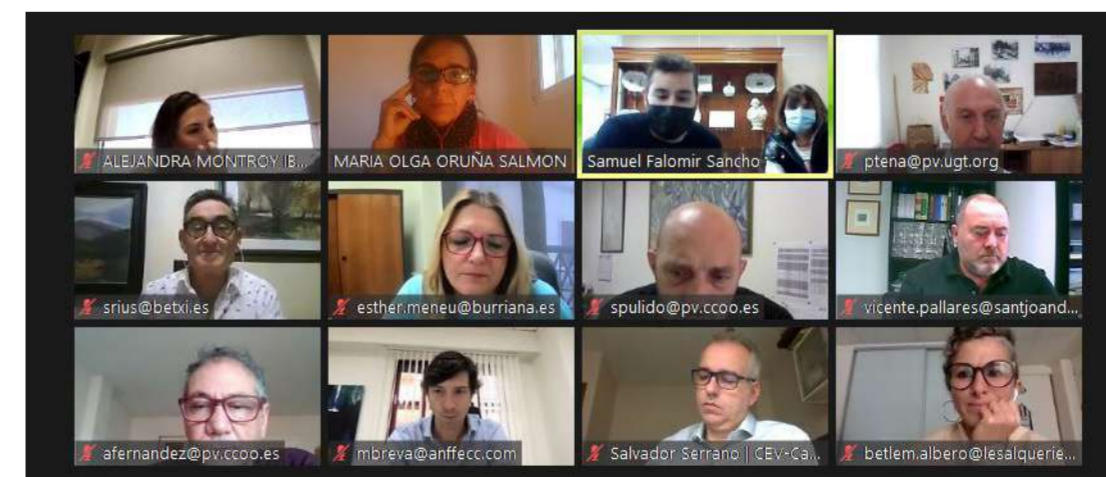 ALEJANDRA MONTROY IB...
MARIA OLGA ORUÑA SALMON
Samuel Falomir Sancho
ptena@pv.ugt.org
srius@betxi.es
esther.meneu@burriana.es
spulido@pv.ccoo.es
vicente.pallares@santjoand...
afernandez@pv.ccoo.es
mbreva@anffecc.com
Salvador Serrano | CEV-Ca...
betlem.albero@lesalquerie...